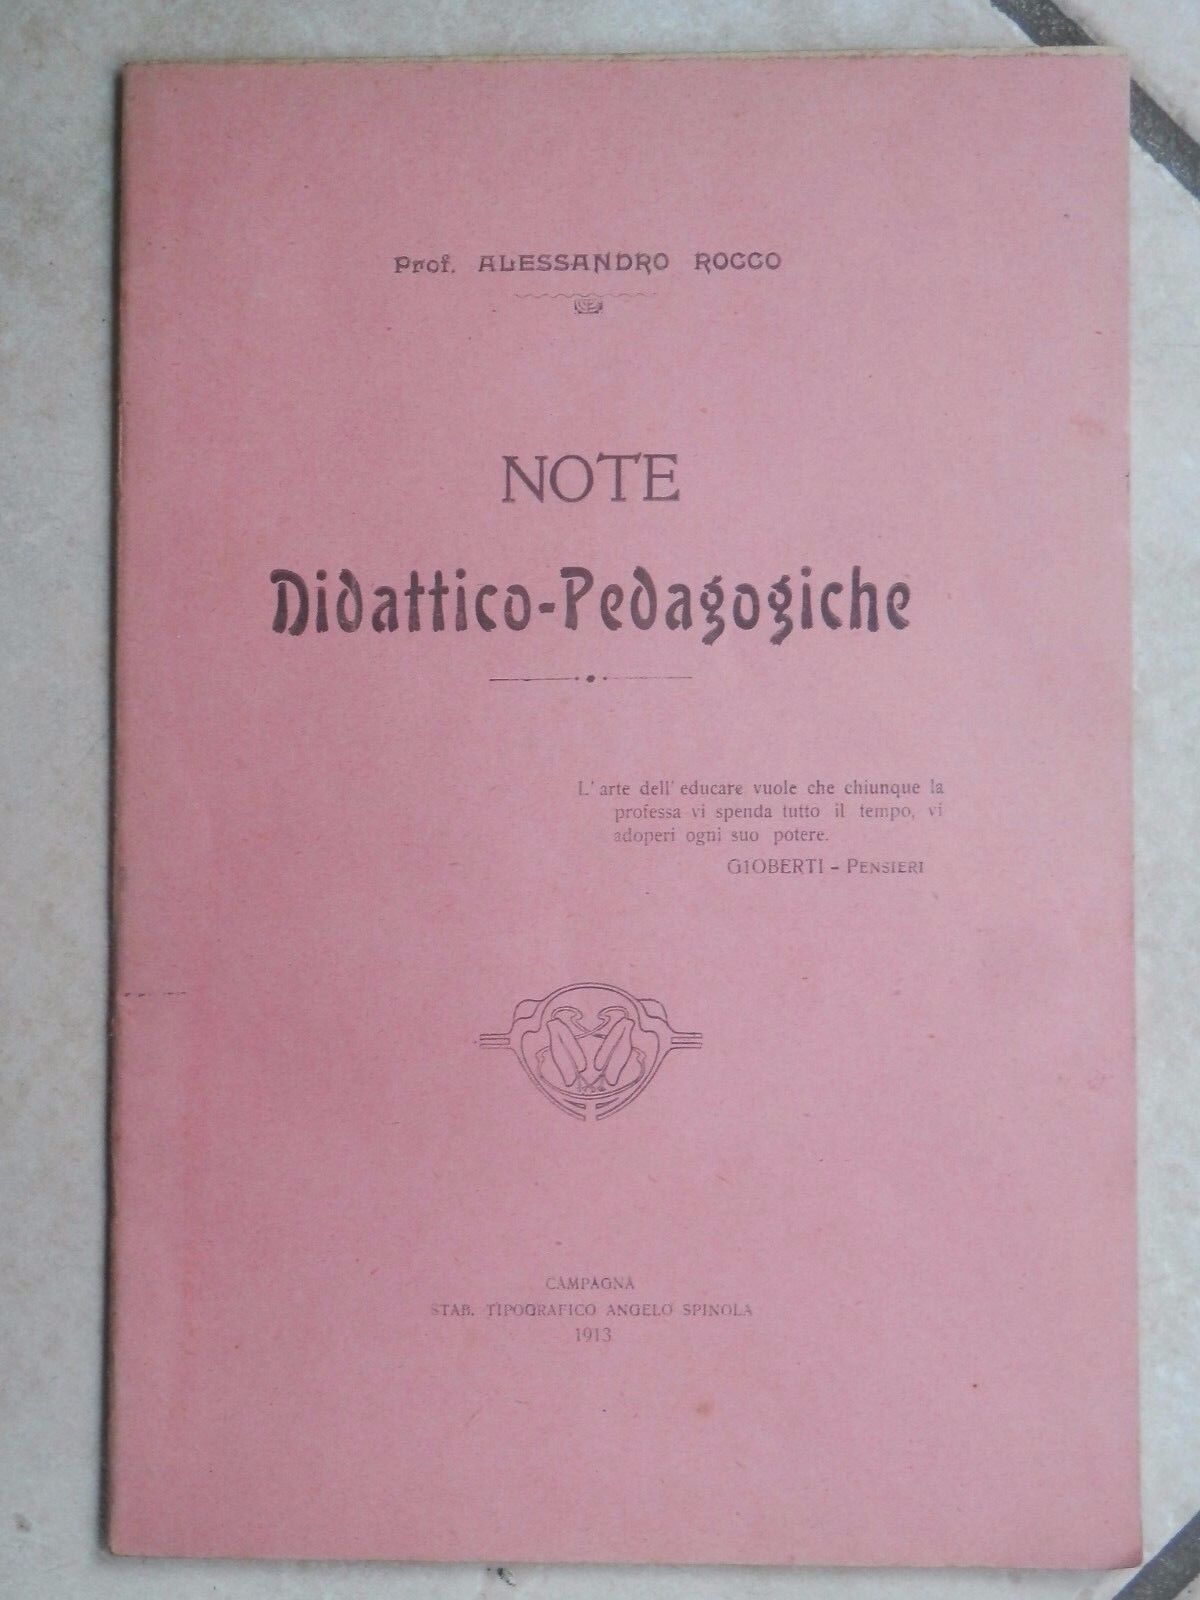 Prof. ALESSANDRO ROCCO
NOTE
Didattico-Pedagogiche
L'arte dell'educare vuole che chiunque la
professa vi spenda tutto il tempo, vi
adoperi ogni suo potere.
GIOBERTI - PENSIERI
CAMPAGNA
STAB. TIPOGRAFICO ANGELO SPINOLA
1913